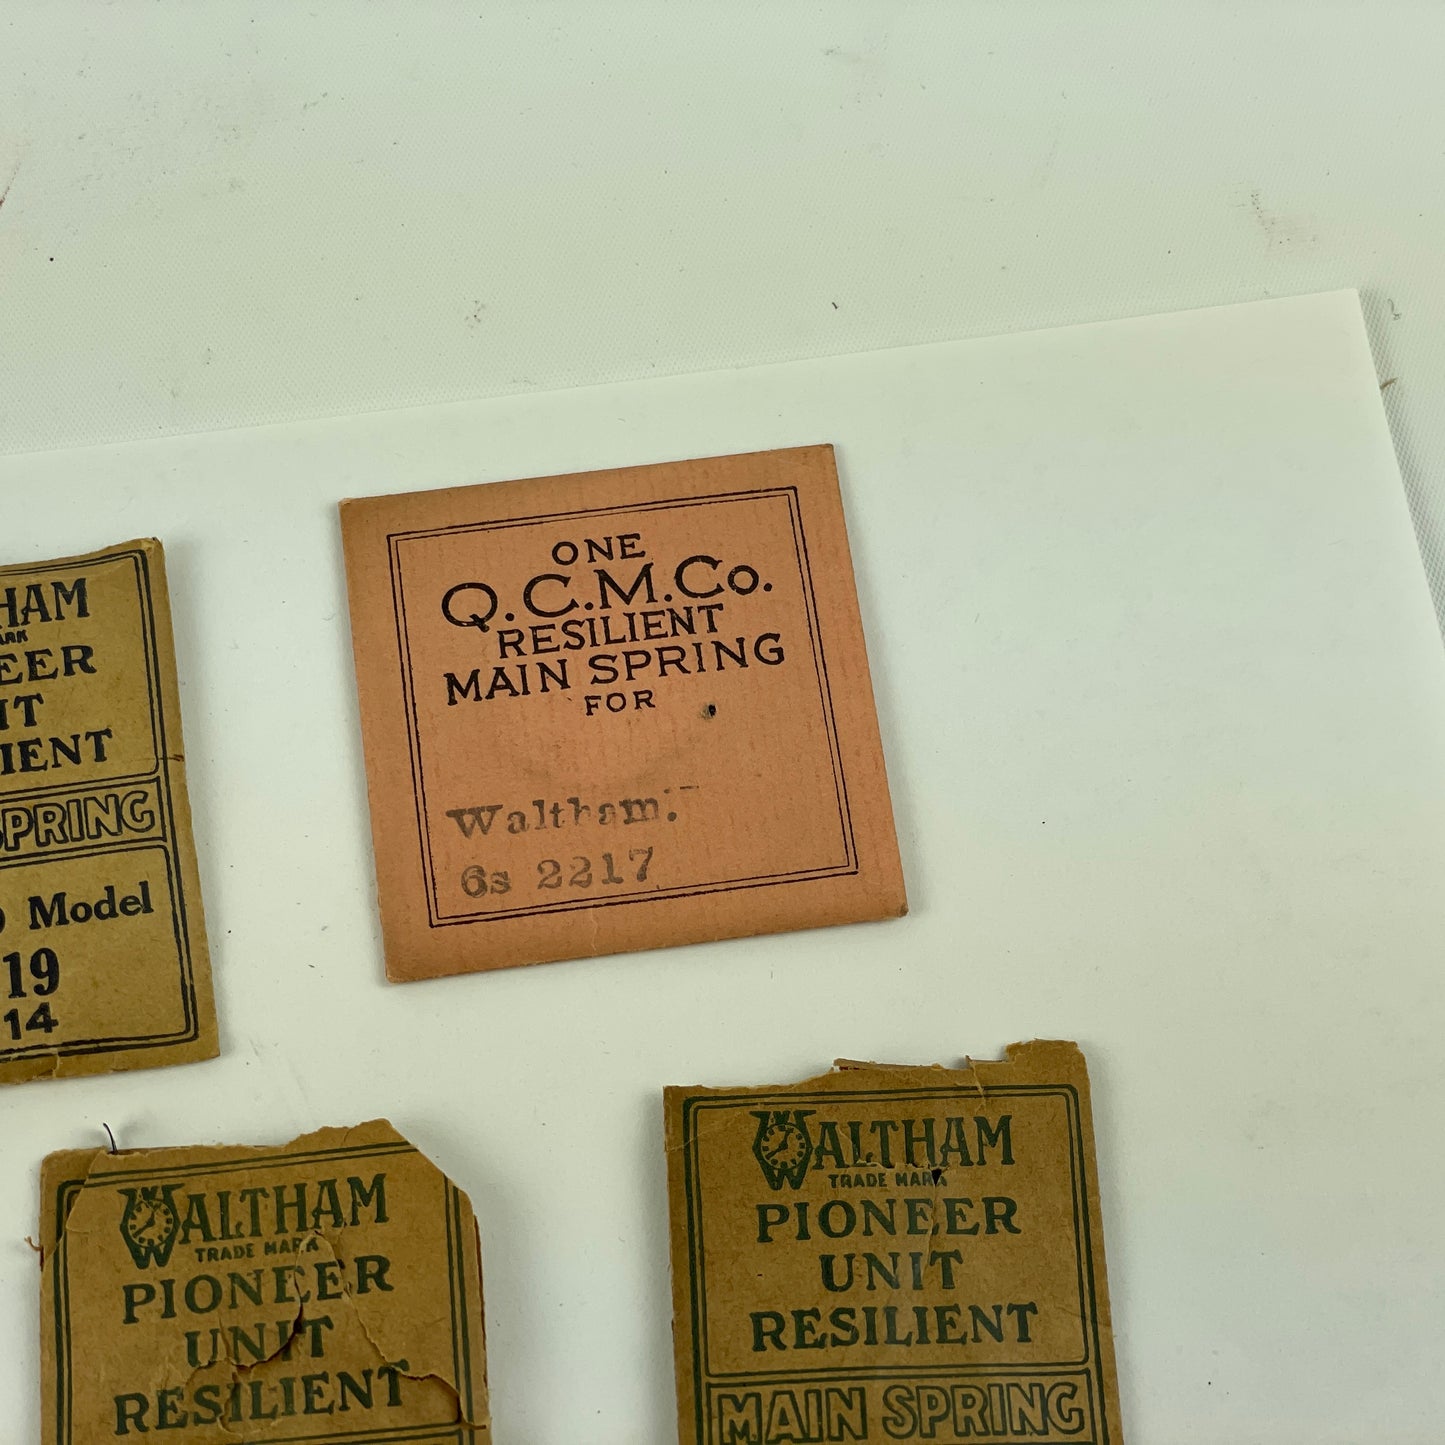 ONE
Q.C.M.Co.
RESILIENT
MAIN SPRING
FOR
Waltham.
6s 2217
HAM
EER
IT
IENT
SPRING
Model
19
14
WALTHAM
TRADE MARK
PIONEER
UNIT
RESILIENT
WALTHAM
TRADE MARK
PIONEER
UNIT
RESILIENT
MAIN SPRING